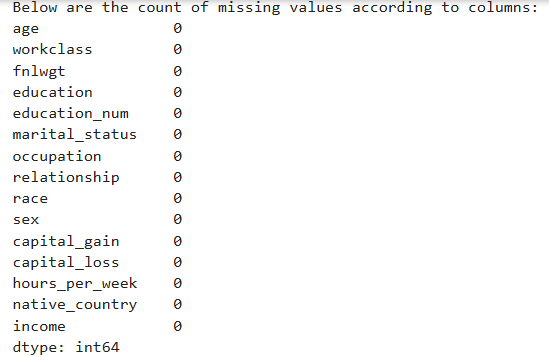 Below are the count of missing values according to columns:
age 0
workclass 0
fnlwgt 0
education 0
education_num 0
marital_status 0
occupation 0
relationship 0
race 0
sex 0
capital_gain 0
capital_loss 0
hours_per_week 0
native_country 0
income 0
dtype: int64